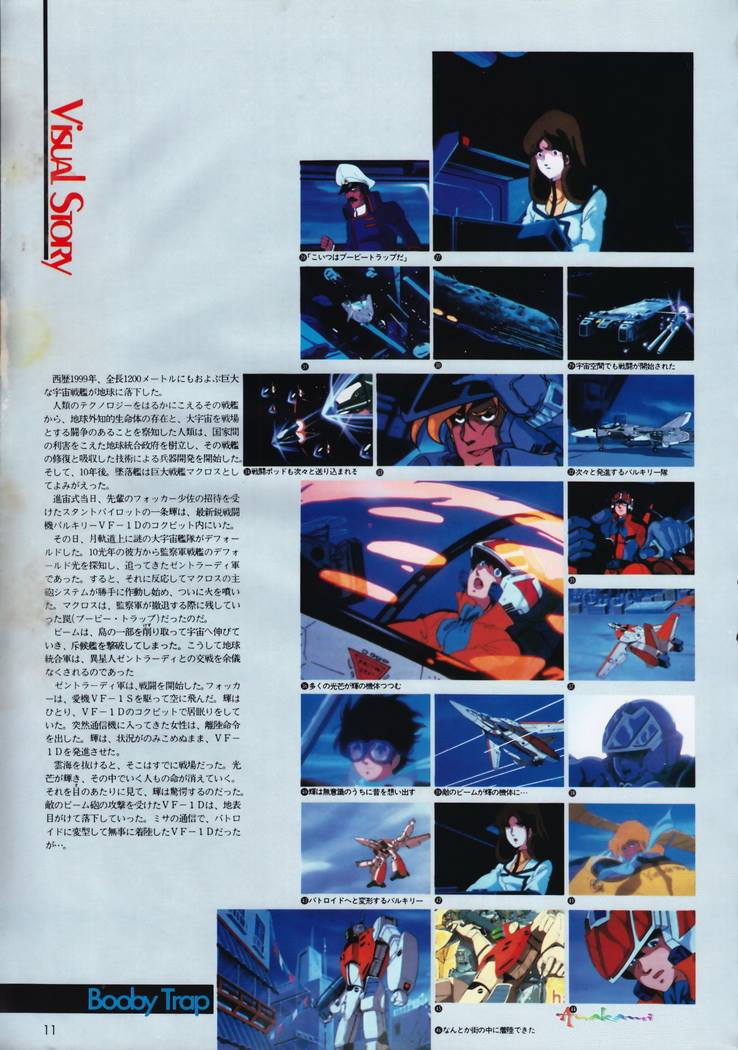 VISUAL STORY
㉖「こいつはブービートラップだ」
㉗
㉛
㉚
㉙宇宙空間でも戦闘が開始された
西歴1999年、全長1200メートルにもおよぶ巨大
な宇宙戦艦が地球に落下した。
人類のテクノロジーをはるかにこえるその戦艦
から、地球外知的生命体の存在と、大宇宙を戦場
とする闘争のあることを察知した人類は、国家間
の利害をこえた地球統合政府を樹立し、その戦艦
の修復と吸収した技術による兵器開発を開始した。
そして、10年後。墜落艦は巨大戦艦マクロスとし
てよみがえった。
進宙式当日、先輩のフォッカー少佐の招待を受
けたスタントパイロットの一条輝は、最新鋭戦闘
機バルキリーVF-1Dのコクピット内にいた。
その日、月軌道上に謎の大宇宙艦隊がデフォー
ルドした。10光年の彼方から監察軍戦艦のデフォ
ールド光を探知し、追ってきたゼントラーディ軍
であった。すると、それに反応してマクロスの主
砲システムが勝手に作動し始め、ついに火を噴い
た。マクロスは、監察軍が撤退する際に残してい
った罠(ブービー・トラップ)だったのだ。
ビームは、島の一部を削り取って宇宙へ伸びて
いき、斥候艦を撃破してしまった。こうして地球
統合軍は、異星人ゼントラーディとの交戦を余儀
なくされるのであった
ゼントラーディ軍は、戦闘を開始した。フォッカ
ーは、愛機VF-1Sを駆って空に飛んだ。輝は
ひとり、VF-1Dのコクピットで居眠りをして
いた。突然通信機に入ってきた女性は、離陸命令
を出した。輝は、状況がのみこめぬまま、VF-
1Dを発進させた。
雲海を抜けると、そこはすでに戦場だった。光
芒が輝き、その中でいく人もの命が消えていく。
それを目のあたりに見て、輝は驚愕するのだった。
敵のビーム砲の攻撃を受けたVF-1Dは、地表
目がけて落下していった。ミサの通信で、バトロ
イドに変型して無事に着陸したVF-1Dだった
が…。
㉞戦闘ポッドも次々と送り込まれる
㉝
㉜次々と発進するバルキリー隊
㉟
㊱多くの光芒が輝の機体つつむ
㊲
㊵輝は無意識のうちに昔を想い出す
㊴敵のビームが輝の機体に…
㊳
㊸バトロイドへと変形するバルキリー
㊷
㊶
㊺
㊹
㊻なんとか街の中に着陸できた
Anakama
Booby Trap
11